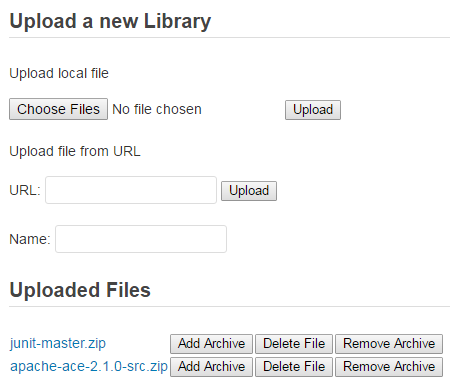 Upload a new Library
Upload local file
Choose Files No file chosen Upload
Upload file from URL
URL: Upload
Name:
Uploaded Files
junit-master.zip Add Archive Delete File Remove Archive
apache-ace-2.1.0-src.zip Add Archive Delete File Remove Archive